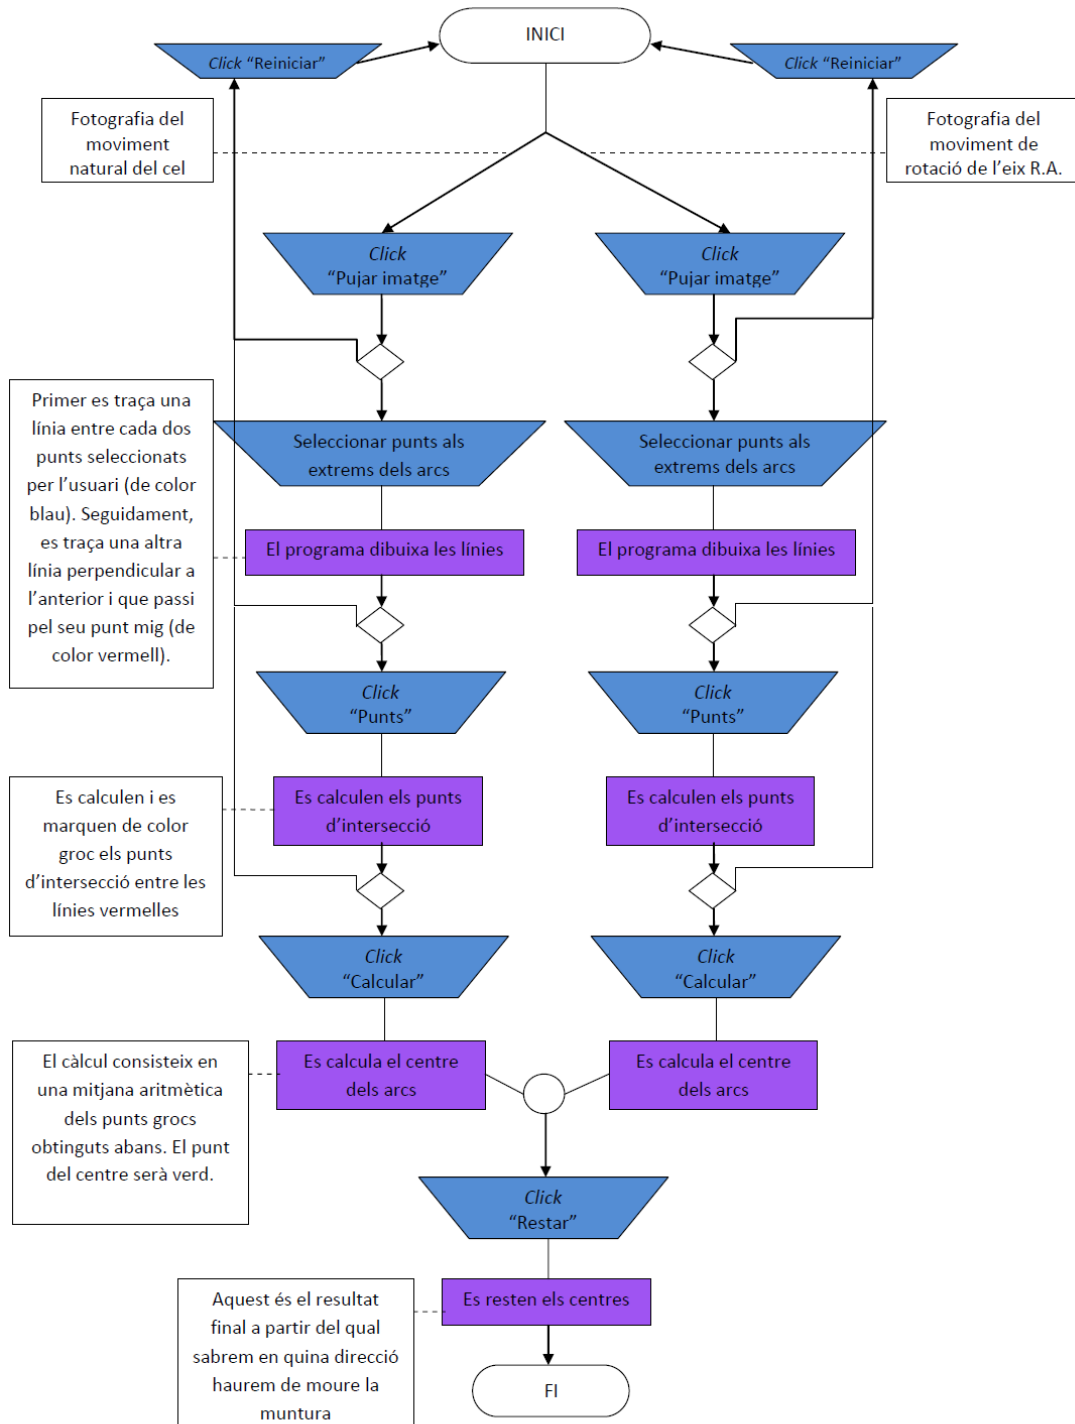 INICI
Click “Reiniciar”
Click “Reiniciar”
Fotografia del
moviment
natural del cel
Fotografia del
moviment de
rotació de l’eix R.A.
Click
“Pujar imatge”
Click
“Pujar imatge”
Primer es traça una
línia entre cada dos
punts seleccionats
per l’usuari (de color
blau). Seguidament,
es traça una altra
línia perpendicular a
l’anterior i que passi
pel seu punt mig (de
color vermell).
Seleccionar punts als
extrems dels arcs
Seleccionar punts als
extrems dels arcs
El programa dibuixa les línies
El programa dibuixa les línies
Click
“Punts”
Click
“Punts”
Es calculen i es
marquen de color
groc els punts
d’intersecció entre les
línies vermelles
Es calculen els punts
d’intersecció
Es calculen els punts
d’intersecció
Click
“Calcular”
Click
“Calcular”
El càlcul consisteix en
una mitjana aritmètica
dels punts grocs
obtinguts abans. El punt
del centre serà verd.
Es calcula el centre
dels arcs
Es calcula el centre
dels arcs
Click
“Restar”
Aquest és el resultat
final a partir del qual
sabrem en quina direcció
haurem de moure la
muntura
Es resten els centres
FI